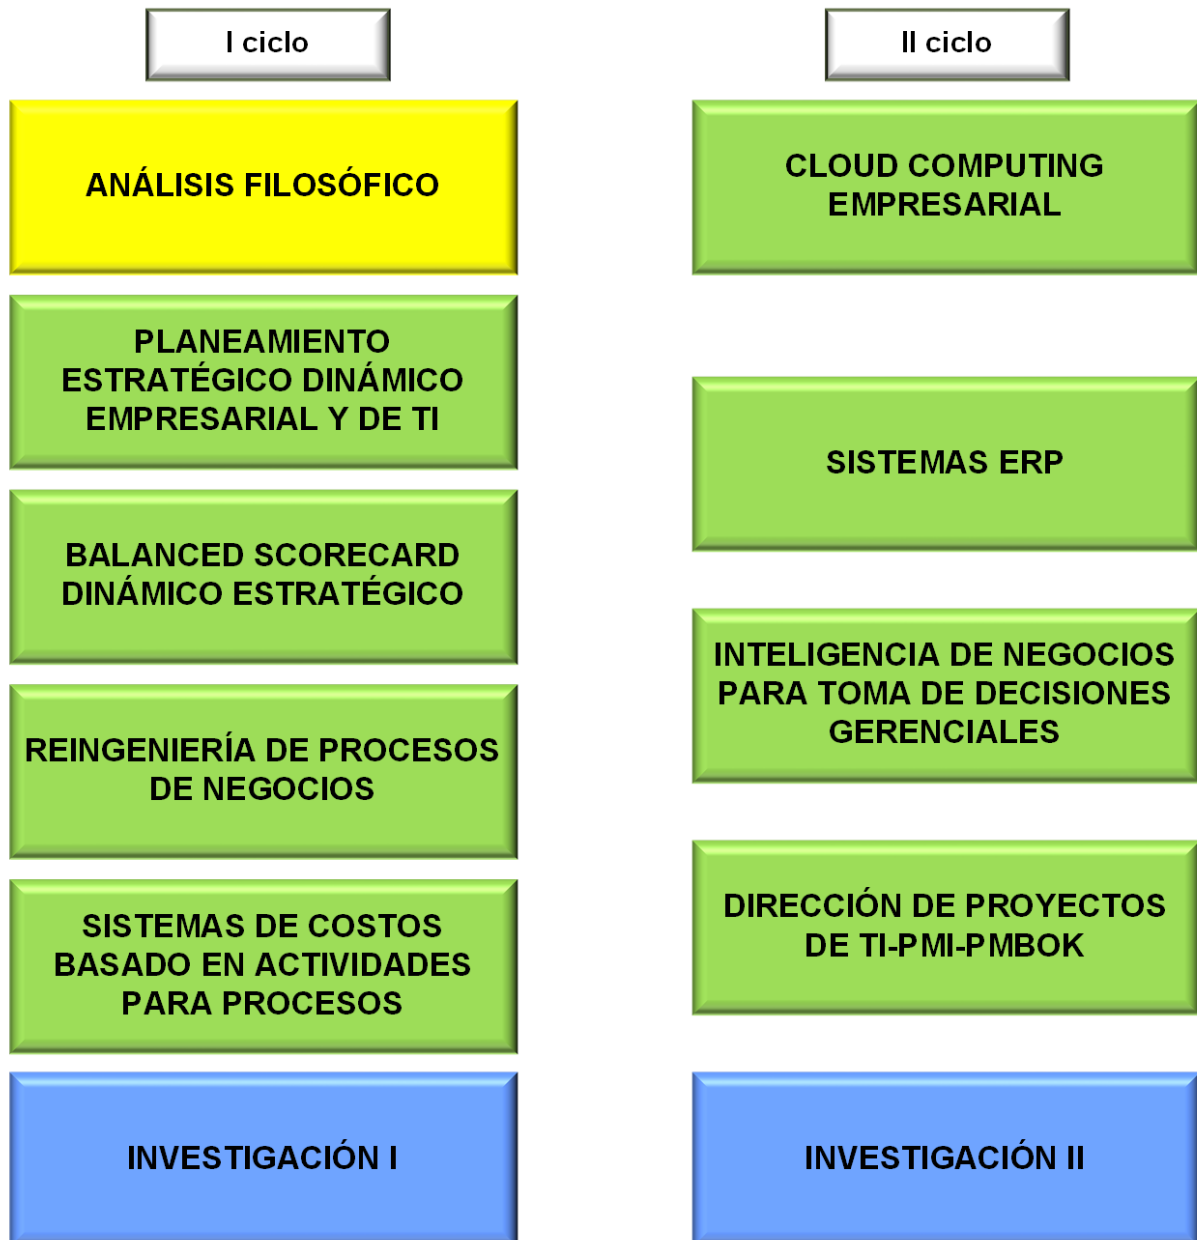 I ciclo
ANÁLISIS FILOSÓFICO
PLANEAMIENTO
ESTRATÉGICO DINÁMICO
EMPRESARIAL Y DE TI
BALANCED SCORECARD
DINÁMICO ESTRATÉGICO
REINGENIERÍA DE PROCESOS
DE NEGOCIOS
SISTEMAS DE COSTOS
BASADO EN ACTIVIDADES
PARA PROCESOS
INVESTIGACIÓN I
II ciclo
CLOUD COMPUTING
EMPRESARIAL
SISTEMAS ERP
INTELIGENCIA DE NEGOCIOS
PARA TOMA DE DECISIONES
GERENCIALES
DIRECCIÓN DE PROYECTOS
DE TI-PMI-PMBOK
INVESTIGACIÓN II